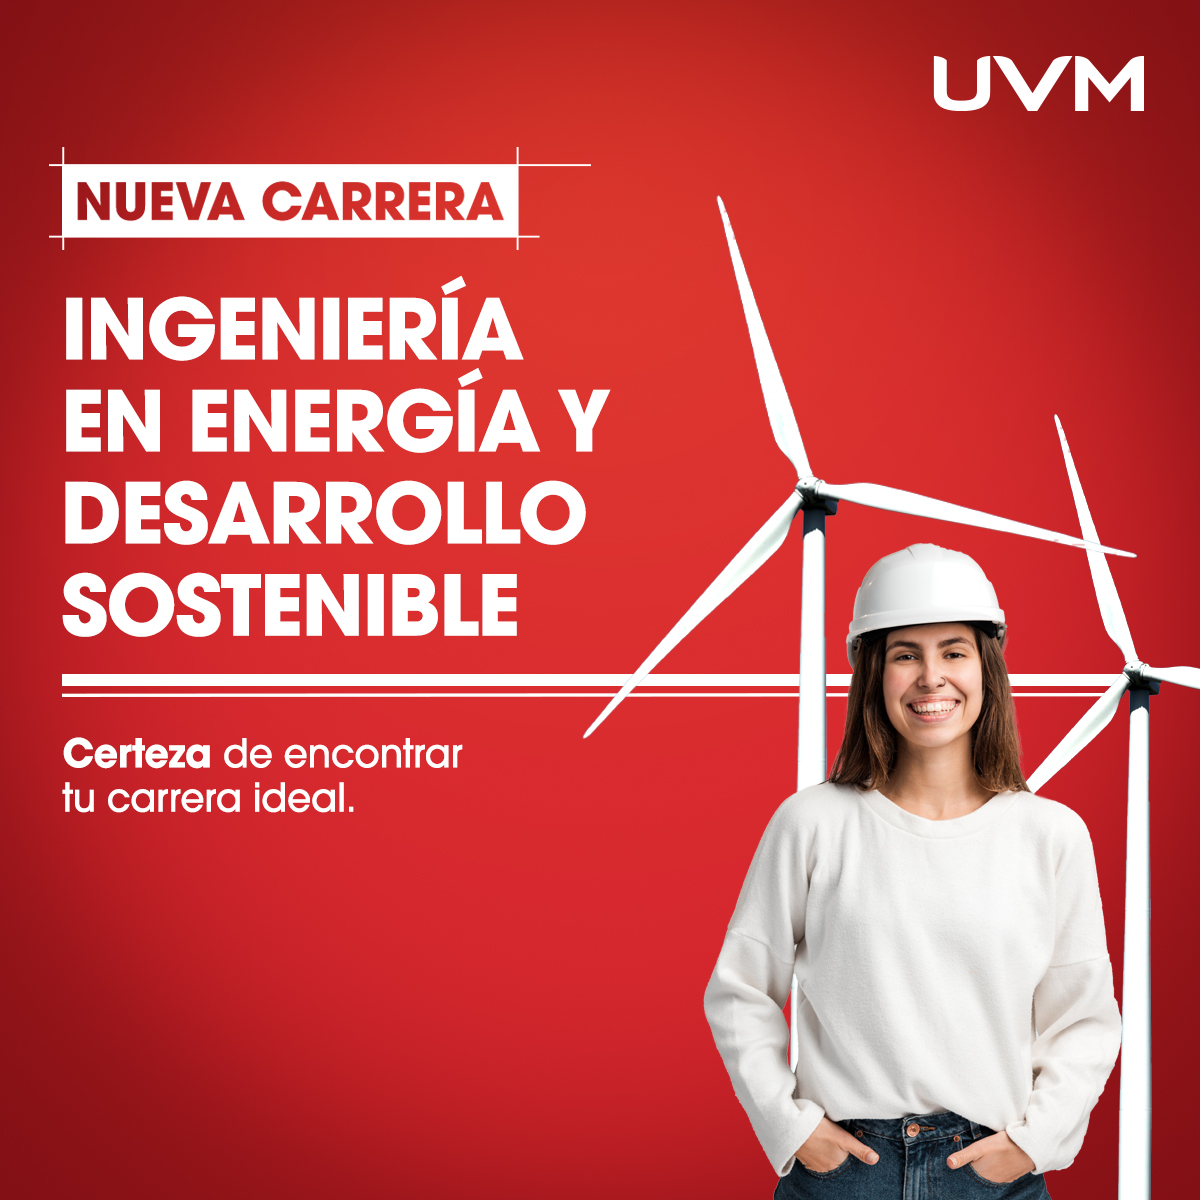 UVM
NUEVA CARRERA
INGENIERÍA
EN ENERGÍA Y
DESARROLLO
SOSTENIBLE
Certeza de encontrar
tu carrera ideal.